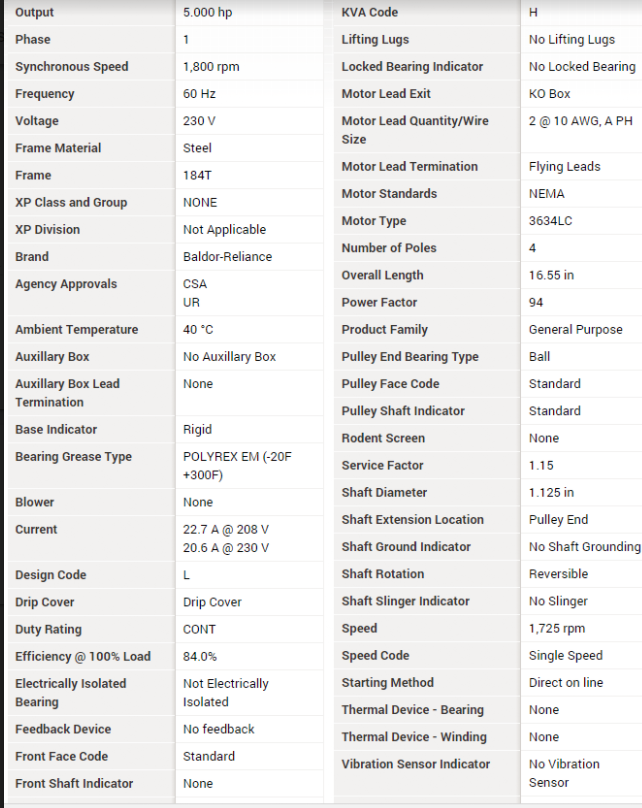 Output 5.000 hp
Phase 1
Synchronous Speed 1,800 rpm
Frequency 60 Hz
Voltage 230 V
Frame Material Steel
Frame 184T
XP Class and Group NONE
XP Division Not Applicable
Brand Baldor-Reliance
Agency Approvals CSA
UR
Ambient Temperature 40 °C
Auxillary Box No Auxillary Box
Auxillary Box Lead None
Termination
Base Indicator Rigid
Bearing Grease Type POLYREX EM (-20F
+300F)
Blower None
Current 22.7 A @ 208 V
20.6 A @ 230 V
Design Code L
Drip Cover Drip Cover
Duty Rating CONT
Efficiency @ 100% Load 84.0%
Electrically Isolated Not Electrically
Bearing Isolated
Feedback Device No feedback
Front Face Code Standard
Front Shaft Indicator None
KVA Code H
Lifting Lugs No Lifting Lugs
Locked Bearing Indicator No Locked Bearing
Motor Lead Exit KO Box
Motor Lead Quantity/Wire 2 @ 10 AWG, A PH
Size
Motor Lead Termination Flying Leads
Motor Standards NEMA
Motor Type 3634LC
Number of Poles 4
Overall Length 16.55 in
Power Factor 94
Product Family General Purpose
Pulley End Bearing Type Ball
Pulley Face Code Standard
Pulley Shaft Indicator Standard
Rodent Screen None
Service Factor 1.15
Shaft Diameter 1.125 in
Shaft Extension Location Pulley End
Shaft Ground Indicator No Shaft Grounding
Shaft Rotation Reversible
Shaft Slinger Indicator No Slinger
Speed 1,725 rpm
Speed Code Single Speed
Starting Method Direct on line
Thermal Device - Bearing None
Thermal Device - Winding None
Vibration Sensor Indicator No Vibration
Sensor